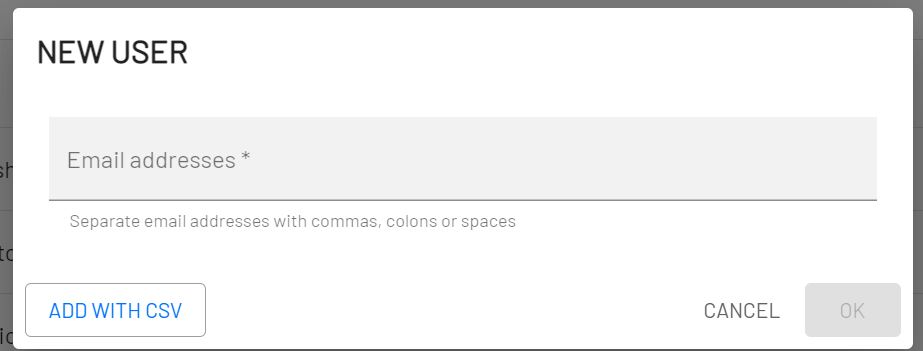 NEW USER
Email addresses *
Separate email addresses with commas, colons or spaces
ADD WITH CSV
CANCEL
OK